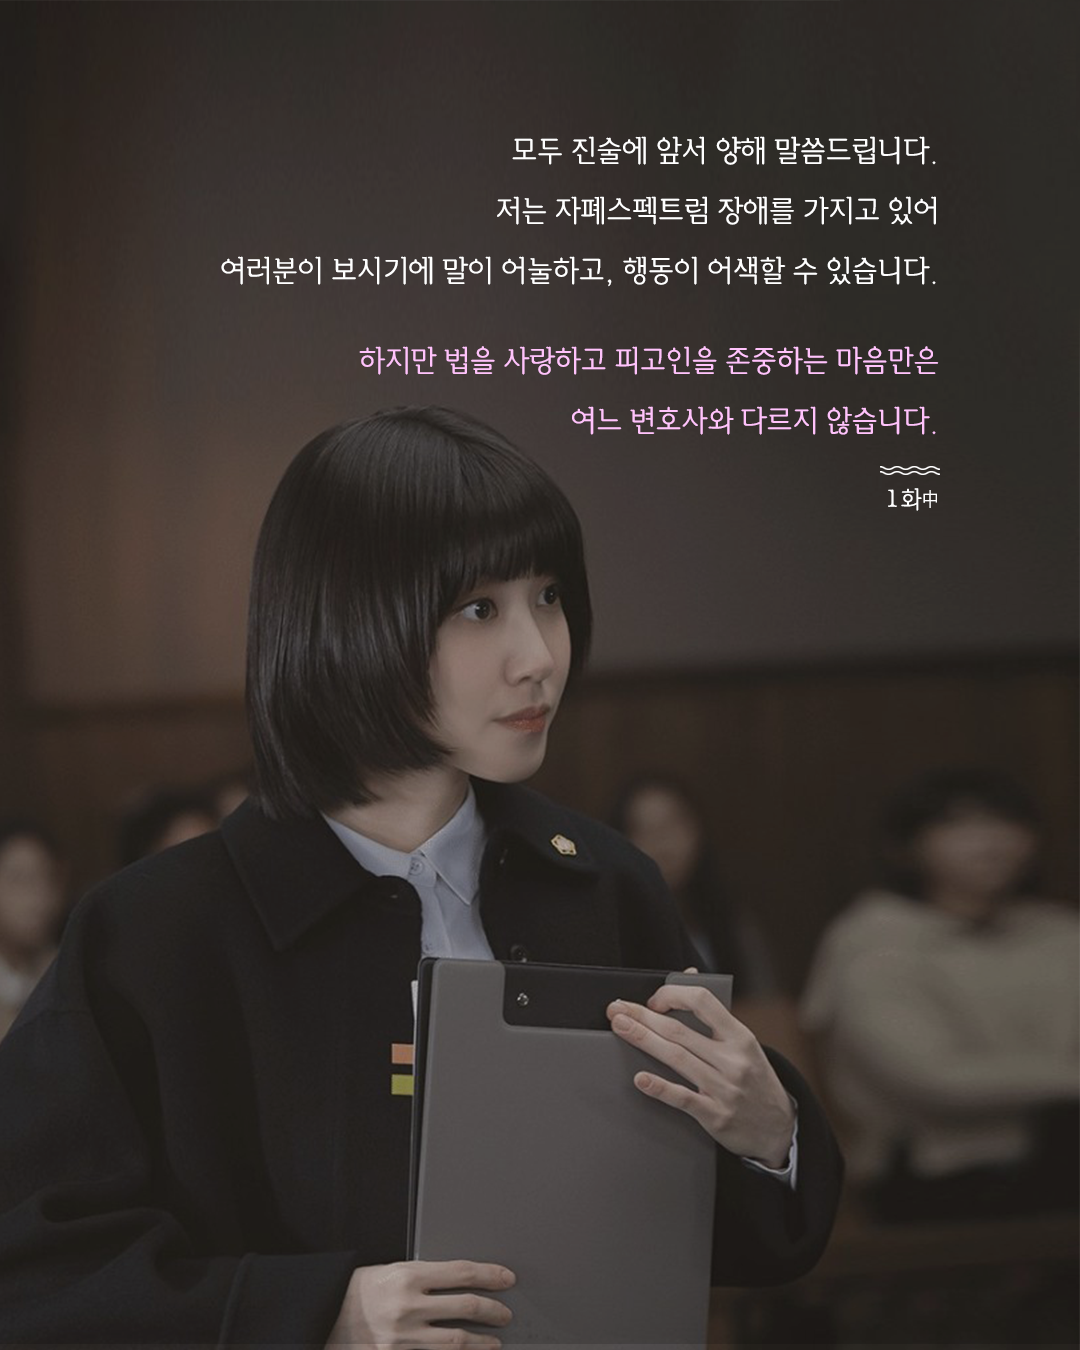 모두 진술에 앞서 양해 말씀드립니다.
저는 자폐스펙트럼 장애를 가지고 있어
여러분이 보시기에 말이 어눌하고, 행동이 어색할 수 있습니다.
하지만 법을 사랑하고 피고인을 존중하는 마음만은
여느 변호사와 다르지 않습니다.
1화中